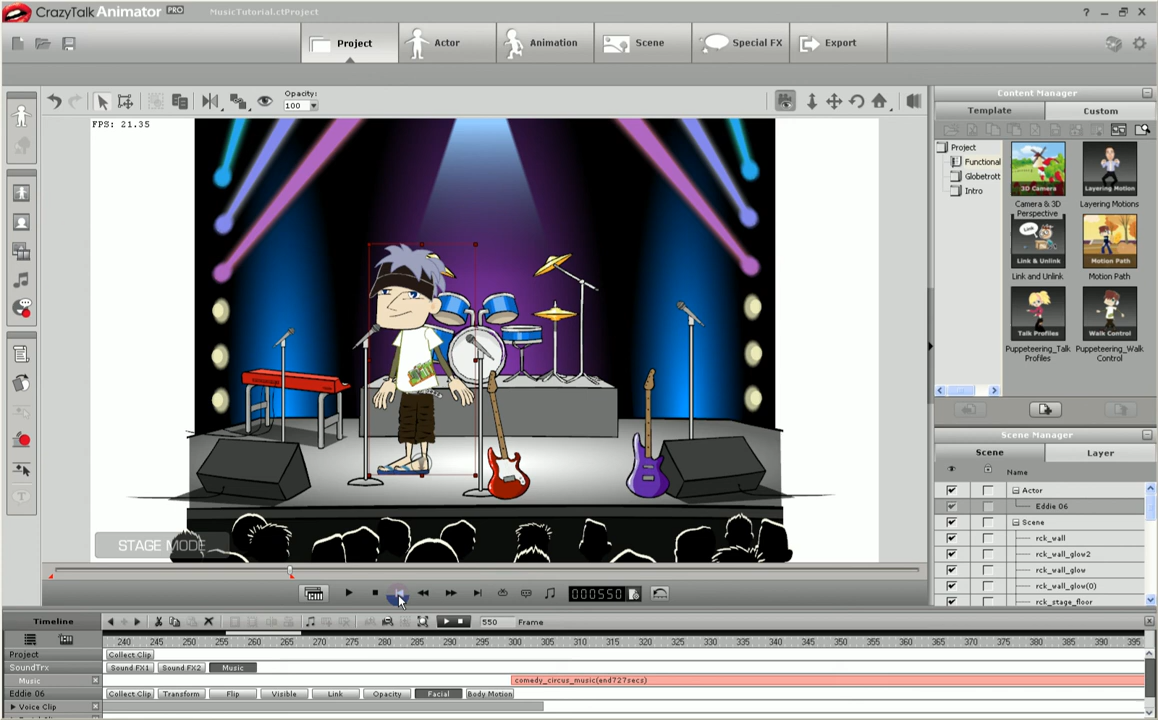 CrazyTalk Animator PRO MusicTutorial.ctProject
Project Actor Animation Scene Special FX Export
Opacity:
100
FPS: 21.35
STAGE MODE
Content Manager
Template Custom
Project
Functional
Globetrott
Intro
3D Camera Layering Motion
Camera & 3D Perspective Layering Motions
Link
Link & Unlink Motion Path
Link and Unlink Motion Path
Talk Profiles Walk Control
Puppeteering_Talk Profiles Puppeteering_Walk Control
Scene Manager
Scene Layer
Name
Actor
Eddie 06
Scene
rck_wall
rck_wall_glow2
rck_wall_glow
rck_wall_glow(0)
rck_stage_floor
000550
Timeline 550 Frame
240 245 250 255 260 265 270 275 280 285 290 295 300 305 310 315 320 325 330 335 340 345 350 355 360 365 370 375 380 385 390 395
Project Collect Clip
SoundTrx Sound FX1 Sound FX2 Music
Music comedy_circus_music(end727secs)
Eddie 06 Collect Clip Transform Flip Visible Link Opacity Facial Body Motion
Voice Clip